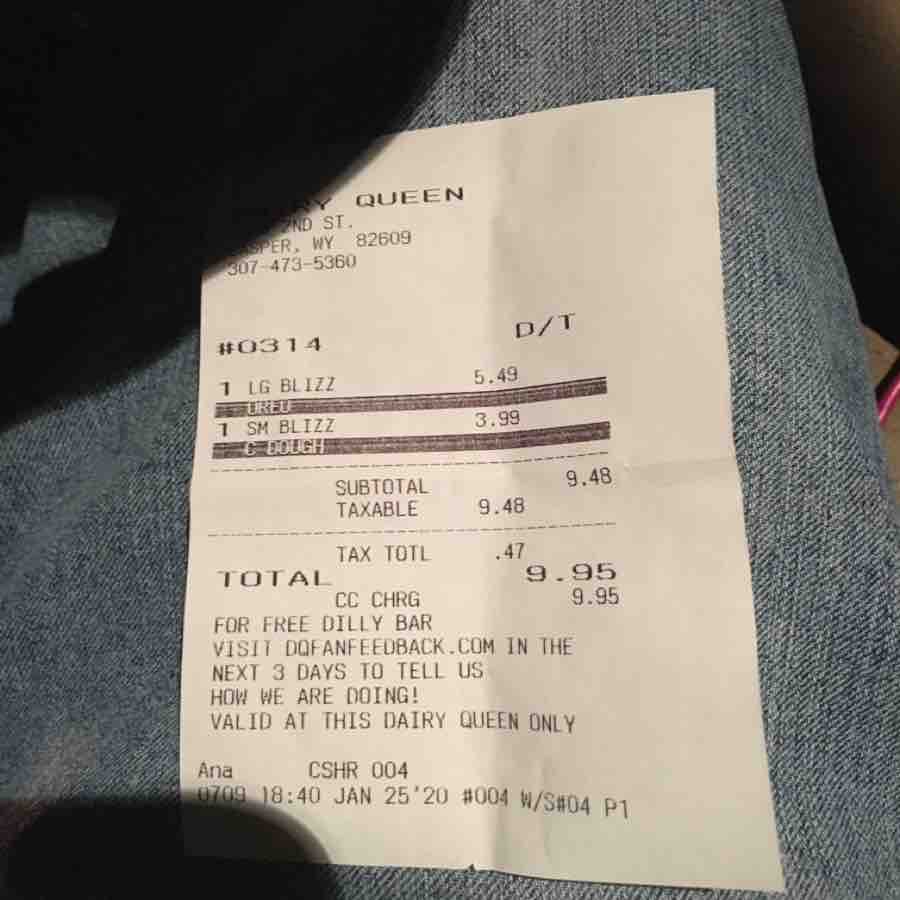 QUEEN
2ND ST.
WY 82609
307-473-5360
D/T
#0314
1 LG BLIZZ 5.49
OREO
1 SM BLIZZ 3.99
C DOUGH
SUBTOTAL 9.48
TAXABLE 9.48
TAX TOTL .47
TOTAL 9.95
CC CHRG 9.95
FOR FREE DILLY BAR
VISIT DQFANFEEDBACK.COM IN THE
NEXT 3 DAYS TO TELL US
HOW WE ARE DOING!
VALID AT THIS DAIRY QUEEN ONLY
Ana CSHR 004
0709 18:40 JAN 25'20 #004 W/S#04 P1